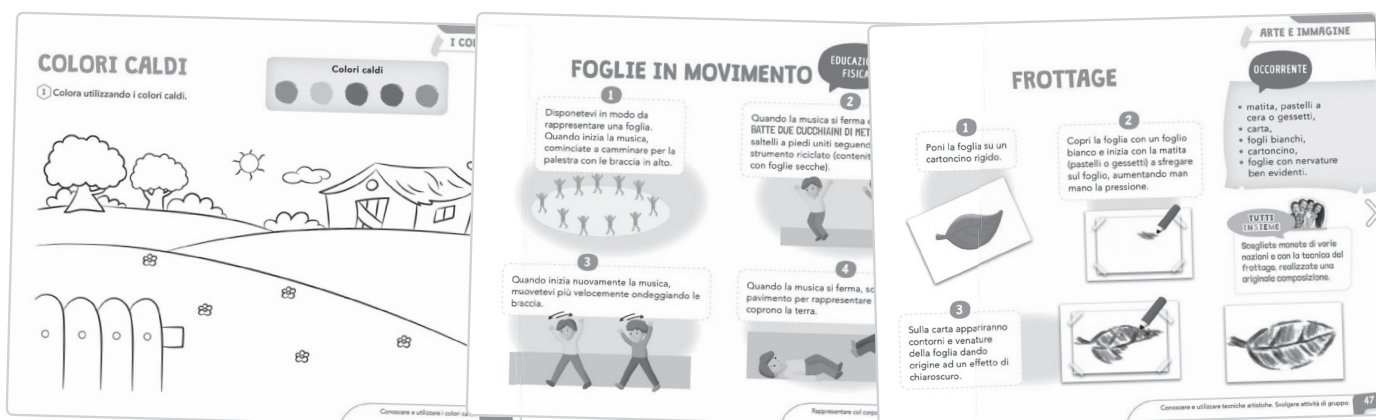 I CO
COLORI CALDI
1 Colora utilizzando i colori caldi.
Colori caldi
Conoscere e utilizzare i colori
FOGLIE IN MOVIMENTO
FISICA
1
Disponetevi in modo da
rappresentare una foglia.
Quando inizia la musica,
cominciate a camminare per la
palestra con le braccia in alto.
2
Quando la musica si ferma
BATTE DUE CUCCHIAINI DI
saltelli a piedi uniti
strumento riciclato
con foglie secche).
3
Quando inizia nuovamente la musica,
muovetevi più velocemente ondeggiando le
braccia.
4
Quando la musica si ferma,
pavimento per rappresentare
coprono la terra.
Rappresentare col
ARTE E IMMAGINE
FROTTAGE
OCCORRENTE
• matita, pastelli a
cera o gessetti,
• carta,
• fogli bianchi,
• cartoncino,
• foglie con nervature
ben evidenti.
1
Poni la foglia su un
cartoncino rigido.
2
Copri la foglia con un foglio
bianco e inizia con la matita
(pastelli o gessetti) a sfregare
sul foglio, aumentando man
mano la pressione.
TUTTI
INSIEME
Scegliete monete di varie
nazioni e con la tecnica del
frottage, realizzate una
originale composizione.
3
Sulla carta appariranno
contorni e venature
della foglia dando
origine ad un effetto di
chiaroscuro.
Conoscere e utilizzare tecniche artistiche. Svolgere attività di gruppo.
47